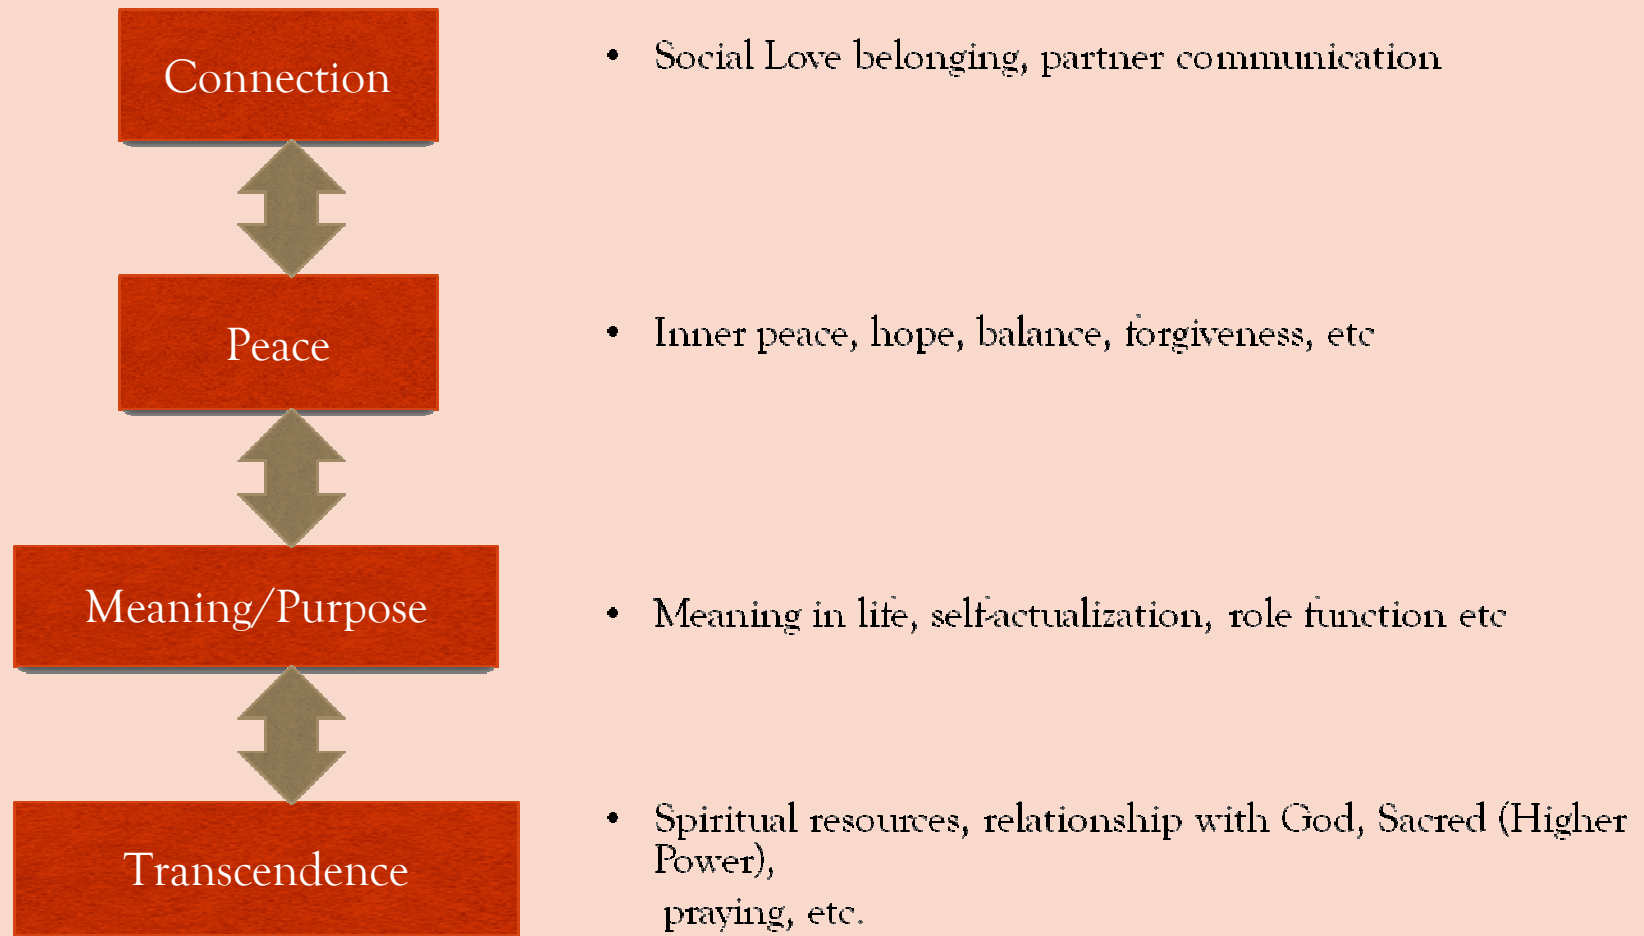 Connection
• Social Love belonging, partner communication
Peace
• Inner peace, hope, balance, forgiveness, etc
Meaning/Purpose
• Meaning in life, self-actualization, role function etc
Transcendence
• Spiritual resources, relationship with God, Sacred (Higher
Power),
praying, etc.